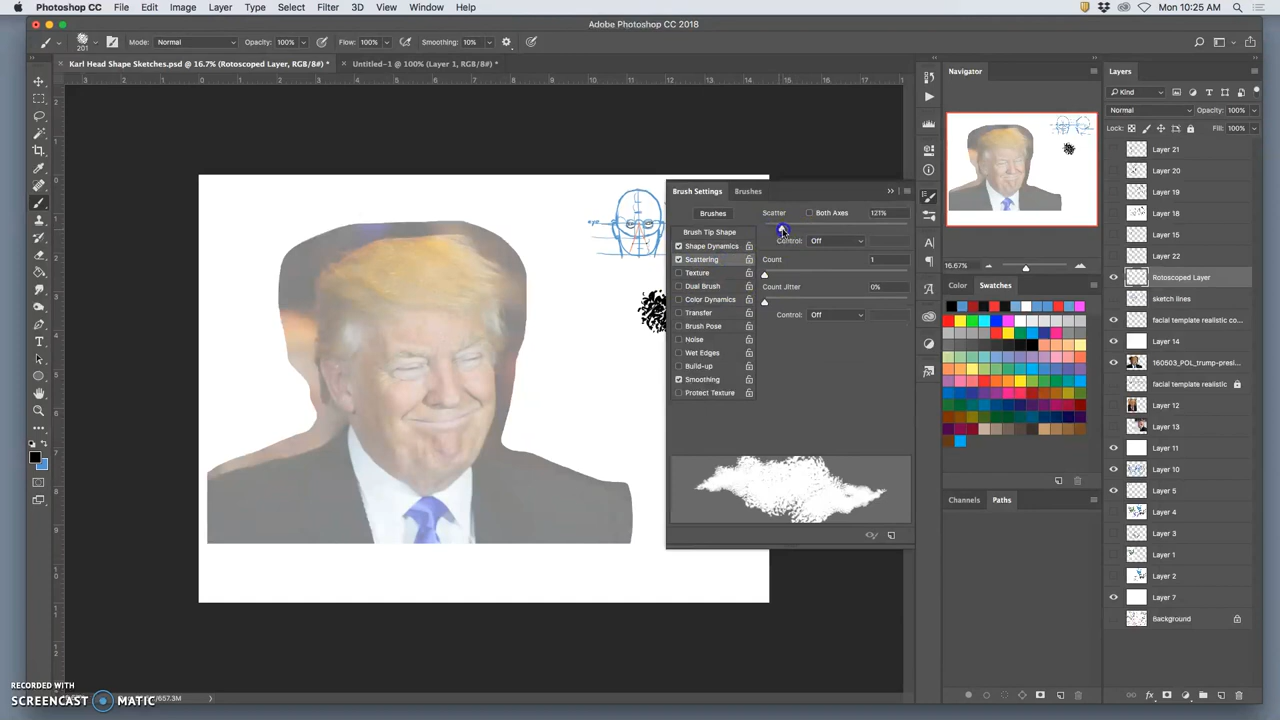 Photoshop CC File Edit Image Layer Type Select Filter 3D View Window Help Mon 10:25 AM
Adobe Photoshop CC 2018
201 Mode: Normal Opacity: 100% Flow: 100% Smoothing: 10%
Karl Head Shape Sketches.psd @ 16.7% (Rotoscoped Layer, RGB/8#) * Untitled-1 @ 100% (Layer 1, RGB/8#) *
Navigator
16.67%
Color Swatches
Channels Paths
Layers
Kind
Normal Opacity: 100%
Lock: Fill: 100%
Layer 21
Layer 20
Layer 19
Layer 18
Layer 15
Layer 22
Rotoscoped Layer
sketch lines
facial template realistic co...
Layer 14
160503_POL_trump-presi...
facial template realistic
Layer 12
Layer 13
Layer 11
Layer 10
Layer 5
Layer 4
Layer 3
Layer 1
Layer 2
Layer 7
Background
Brush Settings Brushes
Brushes
Brush Tip Shape
Shape Dynamics
Scattering
Texture
Dual Brush
Color Dynamics
Transfer
Brush Pose
Noise
Wet Edges
Build-up
Smoothing
Protect Texture
Scatter Both Axes 121%
Control: Off
Count 1
Count Jitter 0%
Control: Off
eye
RECORDED WITH
SCREENCAST MATIC
/657.3M